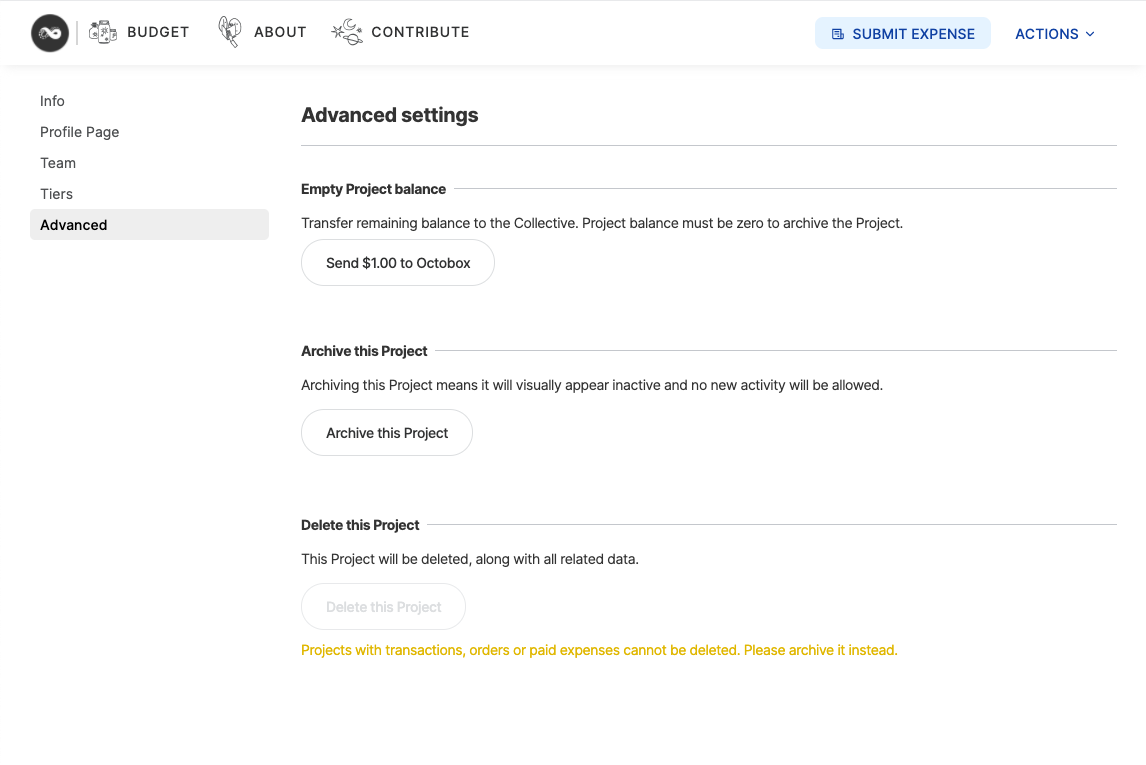 BUDGET ABOUT CONTRIBUTE SUBMIT EXPENSE ACTIONS
Info
Profile Page
Team
Tiers
Advanced
Advanced settings
Empty Project balance
Transfer remaining balance to the Collective. Project balance must be zero to archive the Project.
Send $1.00 to Octobox
Archive this Project
Archiving this Project means it will visually appear inactive and no new activity will be allowed.
Archive this Project
Delete this Project
This Project will be deleted, along with all related data.
Delete this Project
Projects with transactions, orders or paid expenses cannot be deleted. Please archive it instead.